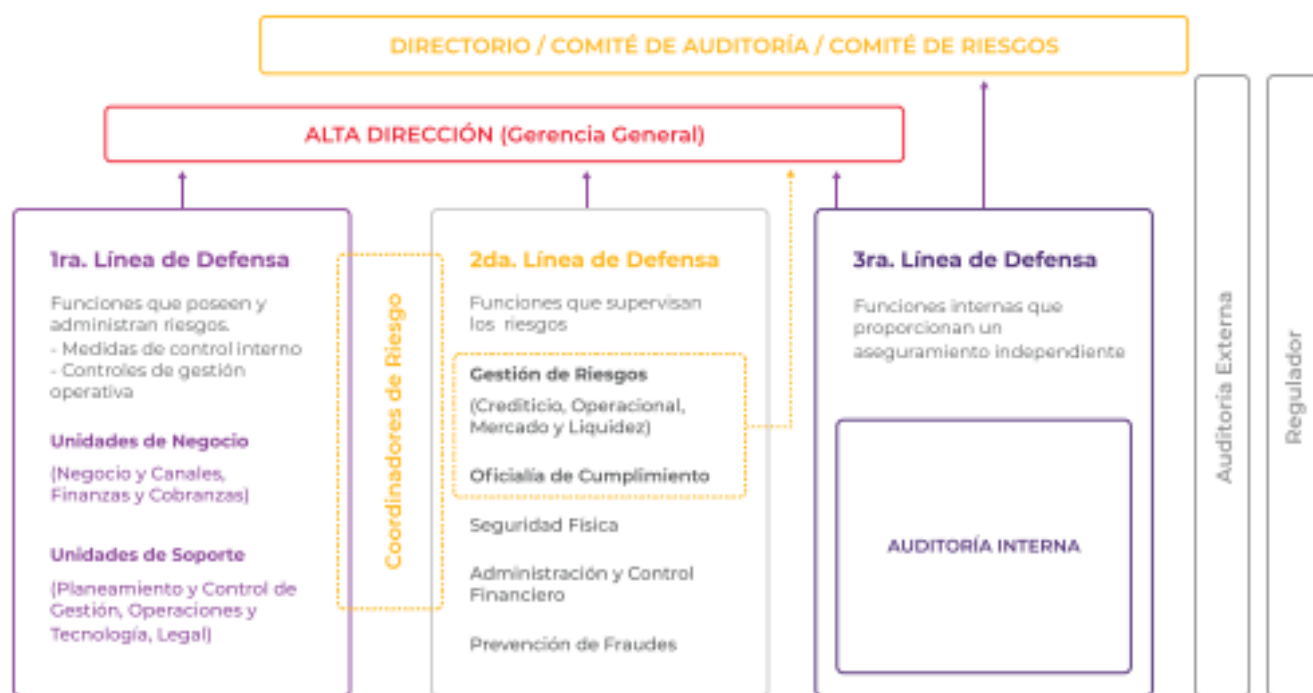 DIRECTORIO / COMITÉ DE AUDITORÍA / COMITÉ DE RIESGOS
ALTA DIRECCIÓN (Gerencia General)
1ra. Línea de Defensa
Funciones que poseen y
administran riesgos.
- Medidas de control interno
- Controles de gestión
operativa
Unidades de Negocio
(Negocio y Canales,
Finanzas y Cobranzas)
Unidades de Soporte
(Planeamiento y Control de
Gestión, Operaciones y
Tecnología, Legal)
Coordinadores de Riesgo
2da. Línea de Defensa
Funciones que supervisan
los riesgos
Gestión de Riesgos
(Crediticio, Operacional,
Mercado y Liquidez)
Oficialía de Cumplimiento
Seguridad Física
Administración y Control
Financiero
Prevención de Fraudes
3ra. Línea de Defensa
Funciones internas que
proporcionan un
aseguramiento independiente
AUDITORÍA INTERNA
Auditoría Externa
Regulador